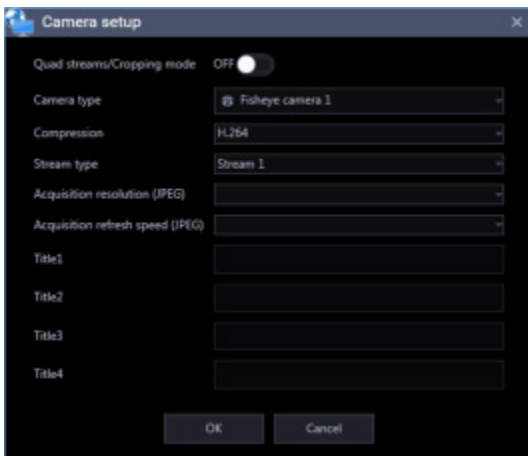 Camera setup
Quad streams/Cropping mode OFF
Camera type Fisheye camera 1
Compression H.264
Stream type Stream 1
Acquisition resolution (JPEG)
Acquisition refresh speed (JPEG)
Title1
Title2
Title3
Title4
OK Cancel